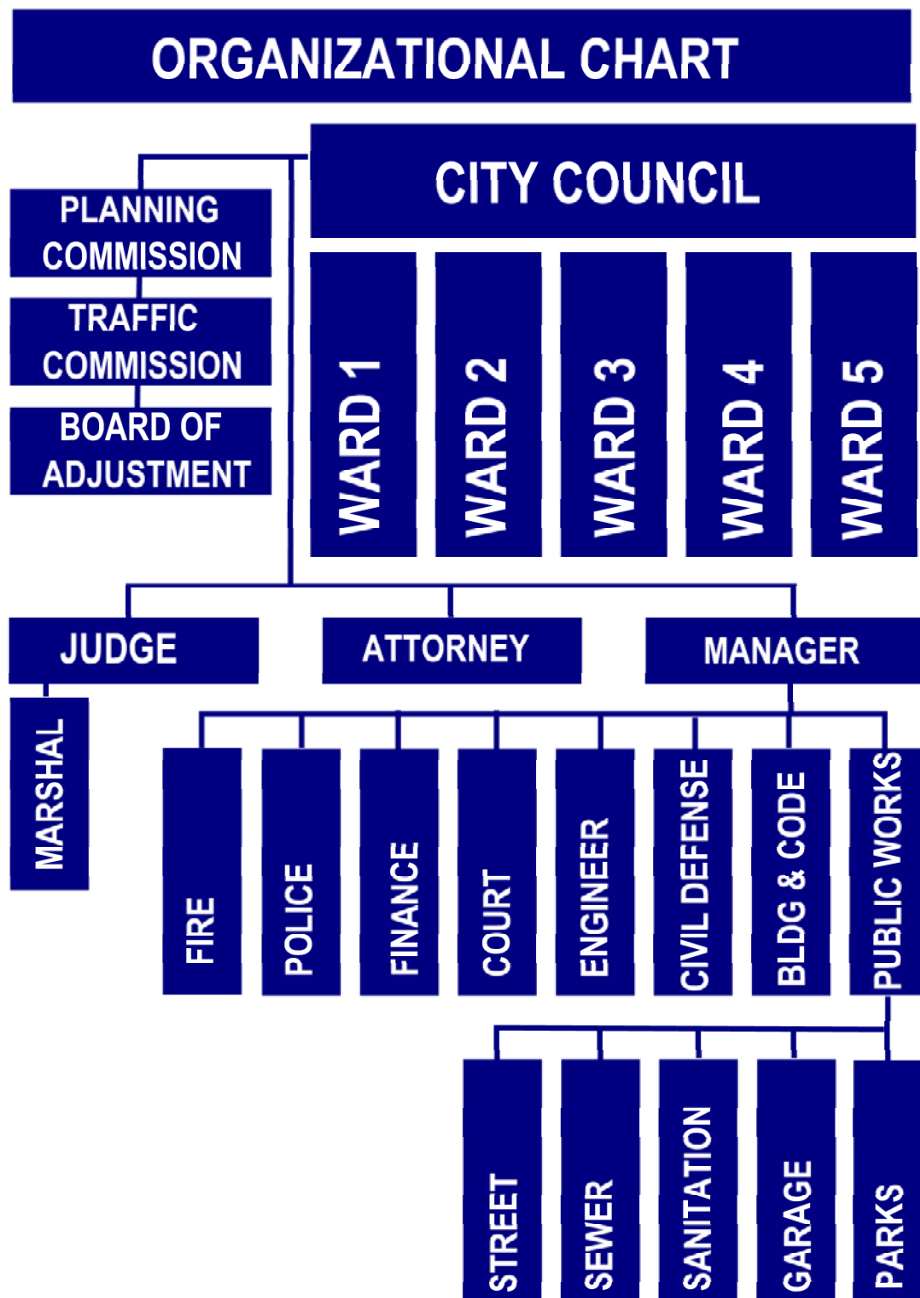 ORGANIZATIONAL CHART
CITY COUNCIL
PLANNING
COMMISSION
TRAFFIC
COMMISSION
BOARD OF
ADJUSTMENT
WARD 1
WARD 2
WARD 3
WARD 4
WARD 5
JUDGE
ATTORNEY
MANAGER
MARSHAL
FIRE
POLICE
FINANCE
COURT
ENGINEER
CIVIL DEFENSE
BLDG & CODE
PUBLIC WORKS
STREET
SEWER
SANITATION
GARAGE
PARKS